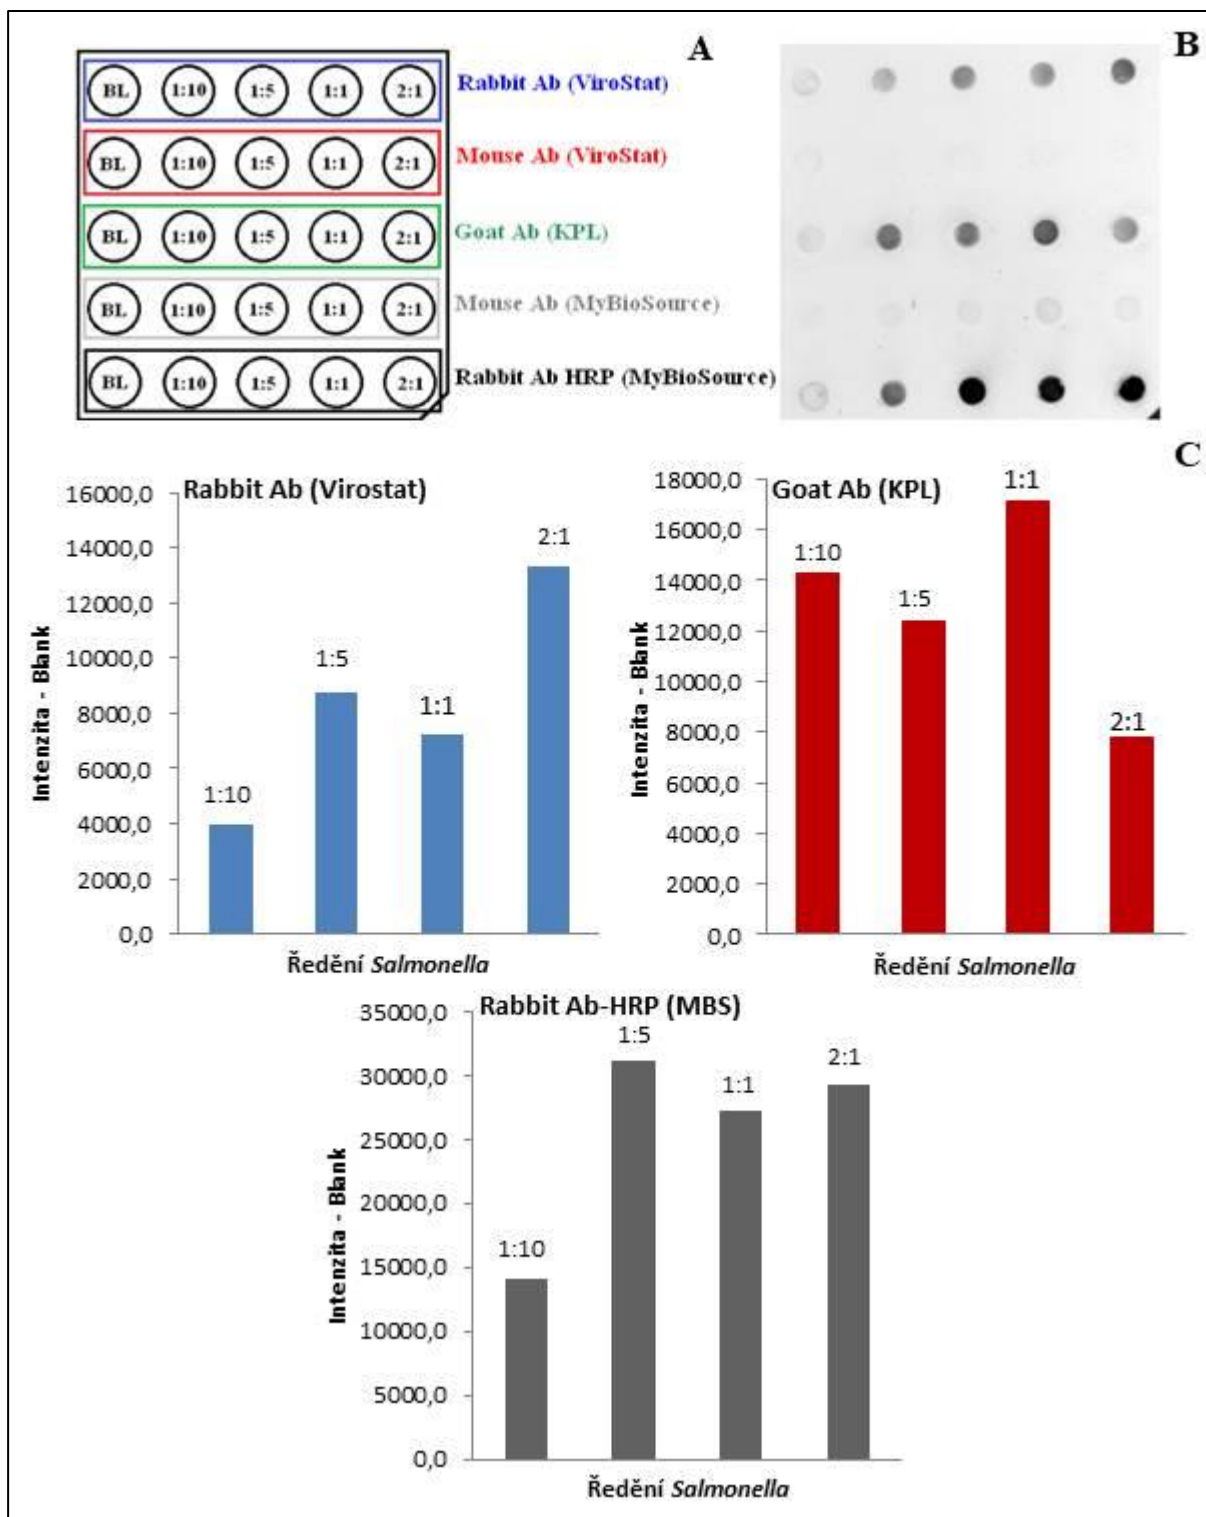 A
B
BL 1:10 1:5 1:1 2:1 Rabbit Ab (ViroStat)
BL 1:10 1:5 1:1 2:1 Mouse Ab (ViroStat)
BL 1:10 1:5 1:1 2:1 Goat Ab (KPL)
BL 1:10 1:5 1:1 2:1 Mouse Ab (MyBioSource)
BL 1:10 1:5 1:1 2:1 Rabbit Ab HRP (MyBioSource)
C
Rabbit Ab (Virostat)
Intenzita - Blank
16000,0
14000,0
12000,0
10000,0
8000,0
6000,0
4000,0
2000,0
0,0
1:10
1:5
1:1
2:1
Ředění Salmonella
Goat Ab (KPL)
Intenzita - Blank
18000,0
16000,0
14000,0
12000,0
10000,0
8000,0
6000,0
4000,0
2000,0
0,0
1:10
1:5
1:1
2:1
Ředění Salmonella
Rabbit Ab-HRP (MBS)
Intenzita - Blank
35000,0
30000,0
25000,0
20000,0
15000,0
10000,0
5000,0
0,0
1:10
1:5
1:1
2:1
Ředění Salmonella